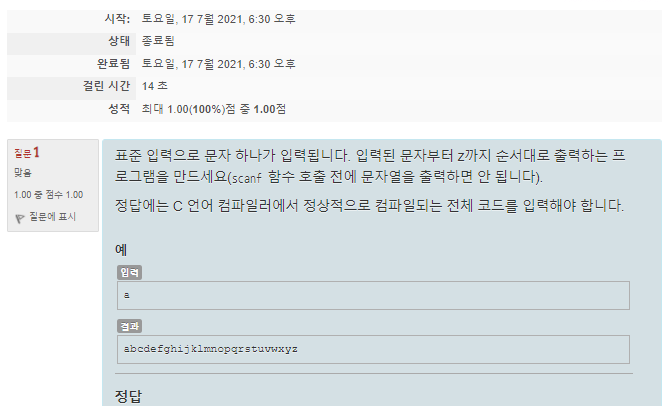 시작: 토요일, 17 7월 2021, 6:30 오후
상태 종료됨
완료됨 토요일, 17 7월 2021, 6:30 오후
걸린 시간 14 초
성적 최대 1.00(100%)점 중 1.00점
질문 1
맞음
1.00 중 점수 1.00
질문에 표시
표준 입력으로 문자 하나가 입력됩니다. 입력된 문자부터 z까지 순서대로 출력하는 프
로그램을 만드세요(scanf 함수 호출 전에 문자열을 출력하면 안 됩니다).
정답에는 C 언어 컴파일러에서 정상적으로 컴파일되는 전체 코드를 입력해야 합니다.
예
입력
a
결과
abcdefghijklmnopqrstuvwxyz
정답